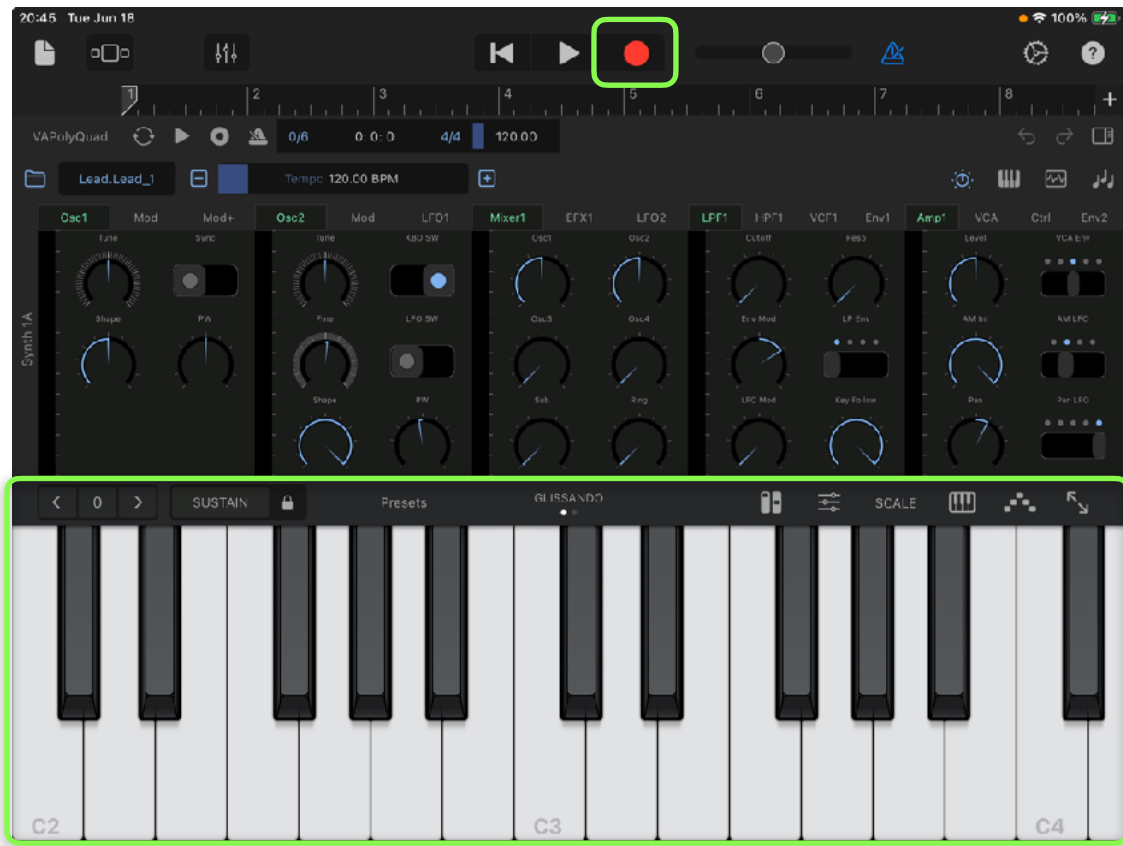 20:45 Tue Jun 18 100%
?
1 2 3 4 5 6 7 8 +
VAPolyQuad 0/6 0 0:0 4/4 120.00
Lead.Lead_1 Tempo 120.00 BPM
Osc1 Mod Mod+ Osc2 Mod LFO1 Mixer1 EFX1 LFO2 LPF1 HPF1 VCF1 Env1 Amp1 VCA Ctrl Env2
Tune Sync Tune KBD SW Osc1 Osc2 Cutoff Reso Level VCA Env
Synth 1A
Shape PW Fine LFO SW Osc3 Osc4 Env Mod LP Env AM Int AM LFO
Shape PW Sub Ring LFO Mod Key Follow Pan Pan LFO
< 0 > SUSTAIN Presets GLISSANDO SCALE
C2 C3 C4